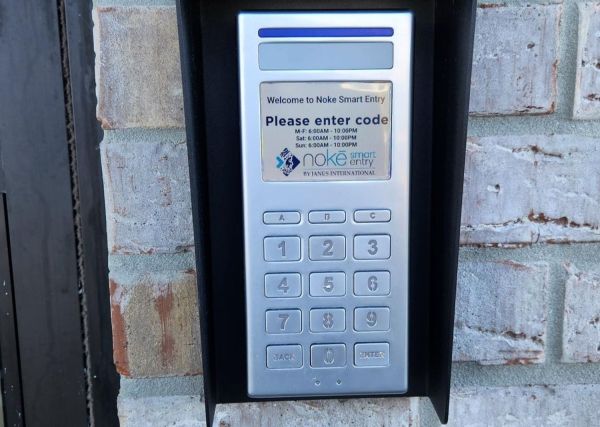 Welcome to Noke Smart Entry
Please enter code
M-F: 6:00AM - 10:00PM
Sat: 6:00AM - 10:00PM
Sun: 6:00AM - 10:00PM
nokē smart entry
BY JANUS INTERNATIONAL
A B C
1 2 3
4 5 6
7 8 9
BACK 0 ENTER